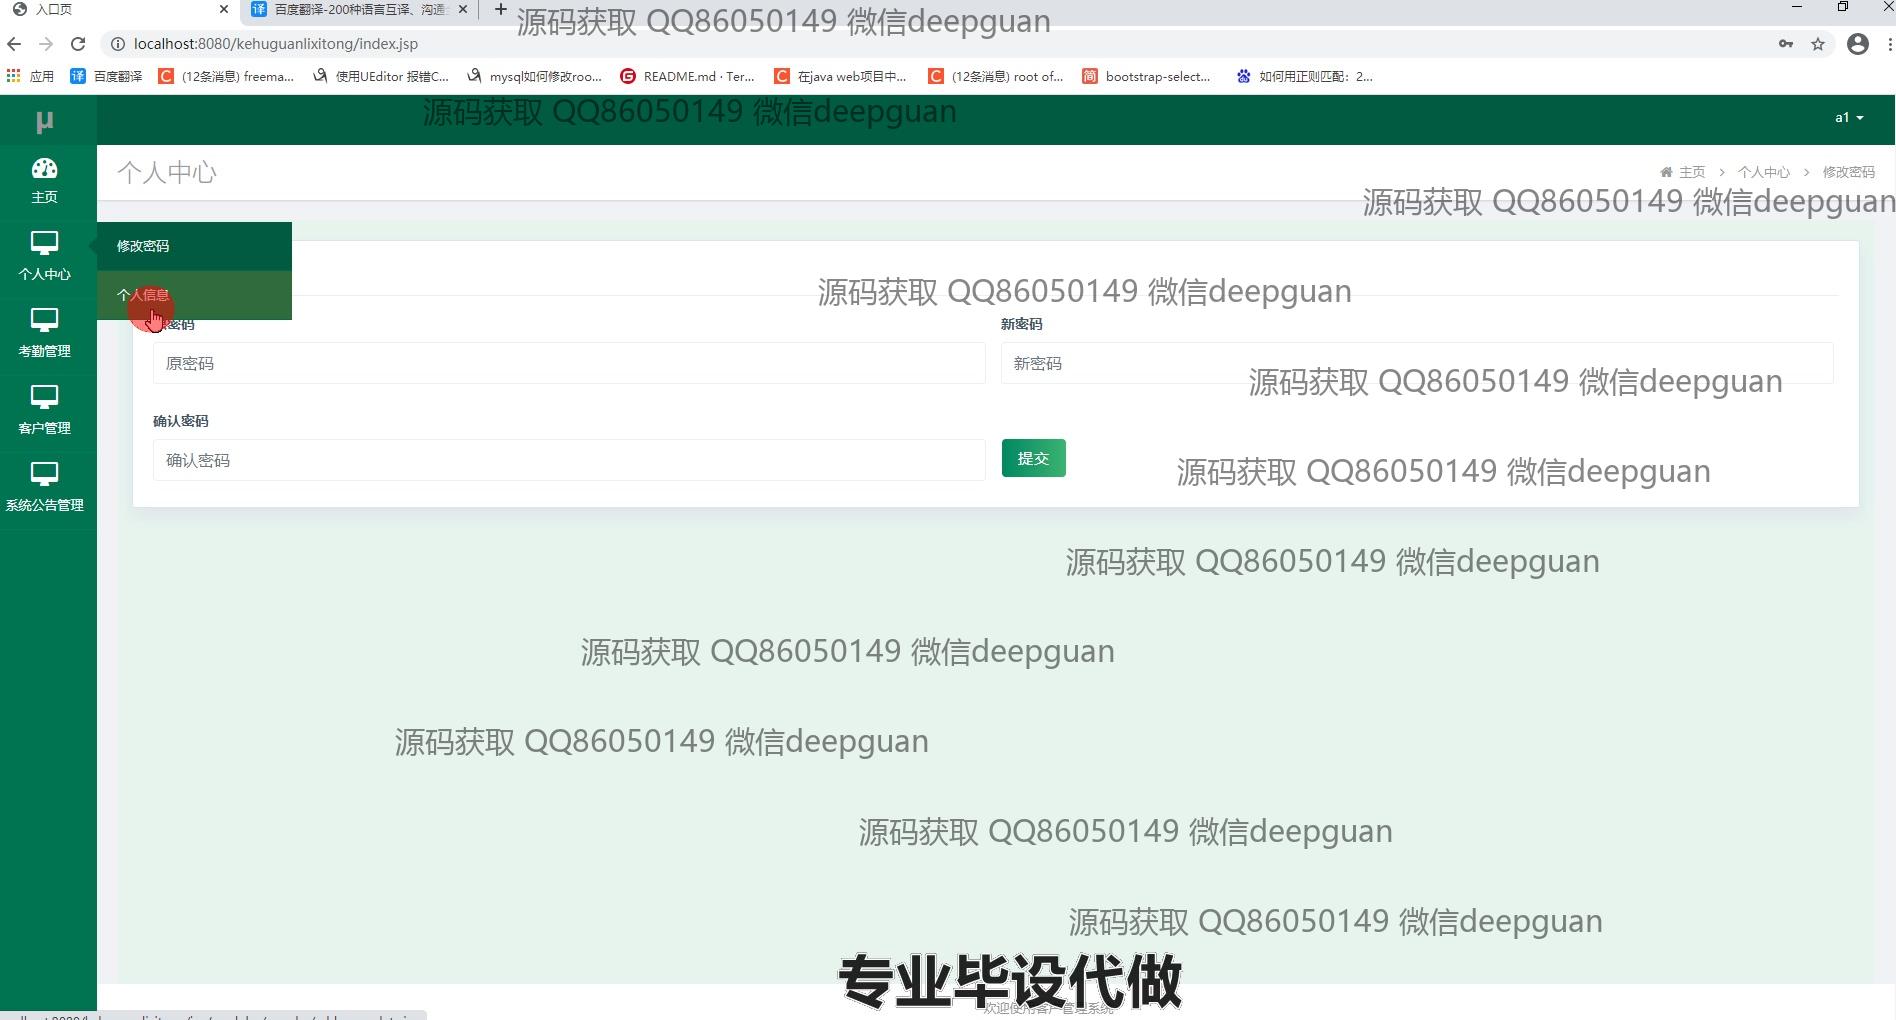 入口页
百度翻译-200种语言互译、沟通
源码获取 QQ86050149 微信deepguan
localhost:8080/kehuguanlixitong/index.jsp
应用
百度翻译
(12条消息) freema...
使用UEditor 报错C...
mysql如何修改roo...
README.md · Ter...
在java web项目中...
(12条消息) root of...
bootstrap-select...
如何用正则匹配：2...
μ
源码获取 QQ86050149 微信deepguan
a1
主页
个人中心
主页 > 个人中心 > 修改密码
源码获取 QQ86050149 微信deepguan
个人中心
修改密码
个人信息
源码获取 QQ86050149 微信deepguan
密码
新密码
考勤管理
原密码
新密码
源码获取 QQ86050149 微信deepguan
客户管理
确认密码
确认密码
提交
源码获取 QQ86050149 微信deepguan
系统公告管理
源码获取 QQ86050149 微信deepguan
源码获取 QQ86050149 微信deepguan
源码获取 QQ86050149 微信deepguan
源码获取 QQ86050149 微信deepguan
源码获取 QQ86050149 微信deepguan
专业毕设代做
欢迎使用客户管理系统